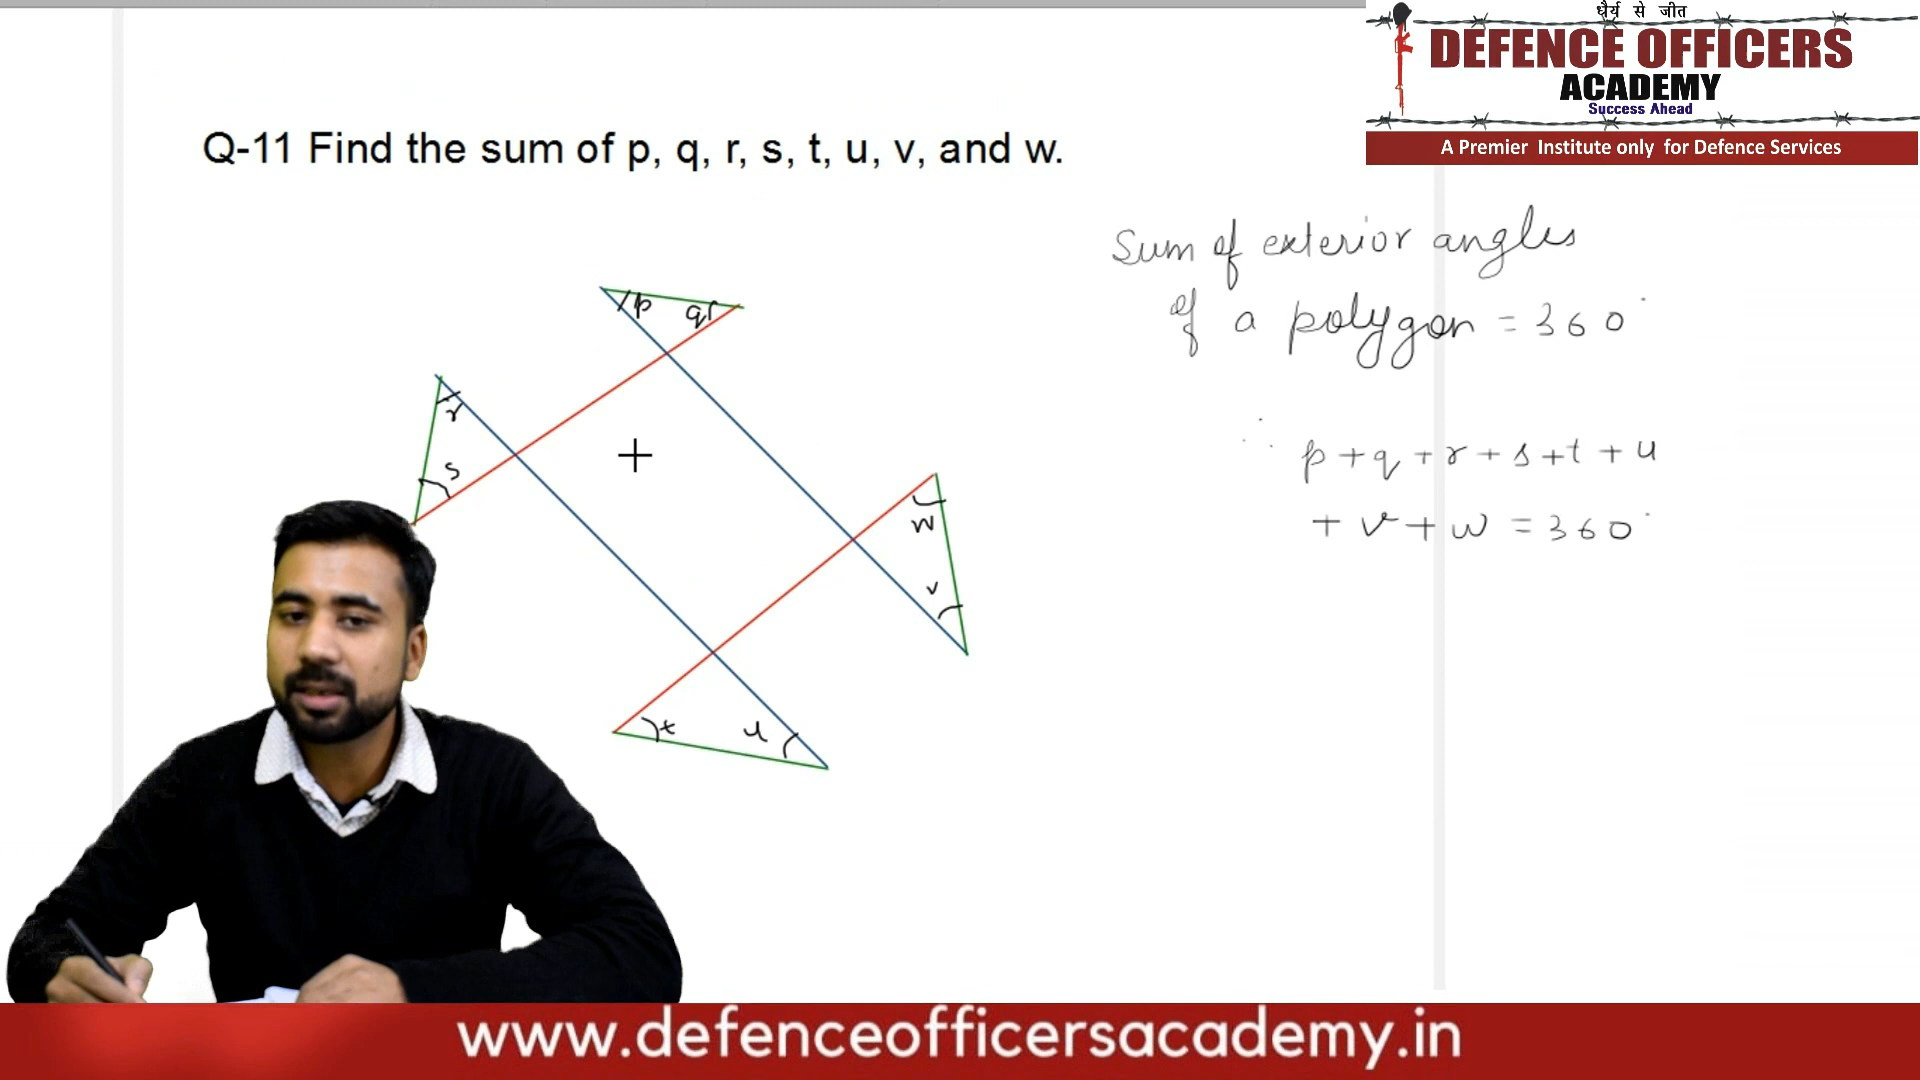 धैर्य से जीत
DEFENCE OFFICERS
ACADEMY
Success Ahead
A Premier Institute only for Defence Services
Q-11 Find the sum of p, q, r, s, t, u, v, and w.
Sum of exterior angles
of a polygon = 360°
∴ p + q + r + s + t + u
+ v + w = 360°
p
q
r
s
w
v
t
u
www.defenceofficersacademy.in